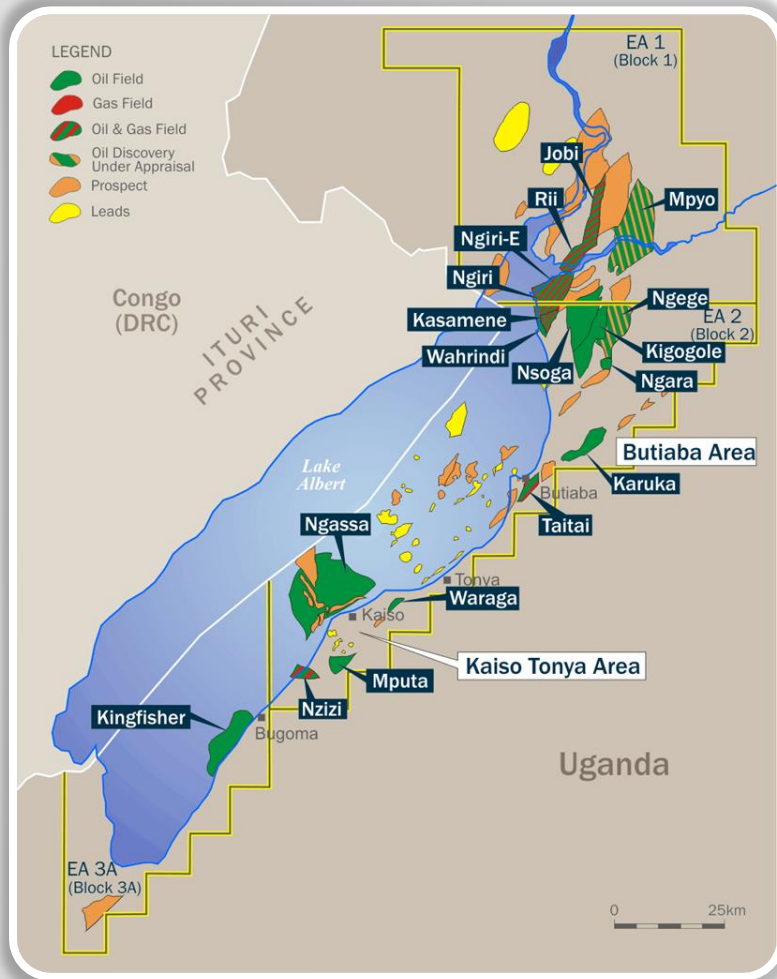 LEGEND
Oil Field
Gas Field
Oil & Gas Field
Oil Discovery
Under Appraisal
Prospect
Leads
EA 1
(Block 1)
Jobi
Rii
Mpyo
Ngiri-E
Ngiri
Congo
(DRC)
ITURI
PROVINCE
Ngege
EA 2
(Block 2)
Kasamene
Wahrindi
Kigogole
Nsoga
Ngara
Butiaba Area
Lake
Albert
Karuka
Butiaba
Taitai
Ngassa
Tonya
Waraga
Kaiso
Kaiso Tonya Area
Mputa
Nzizi
Kingfisher
Bugoma
Uganda
EA 3A
(Block 3A)
0 25km